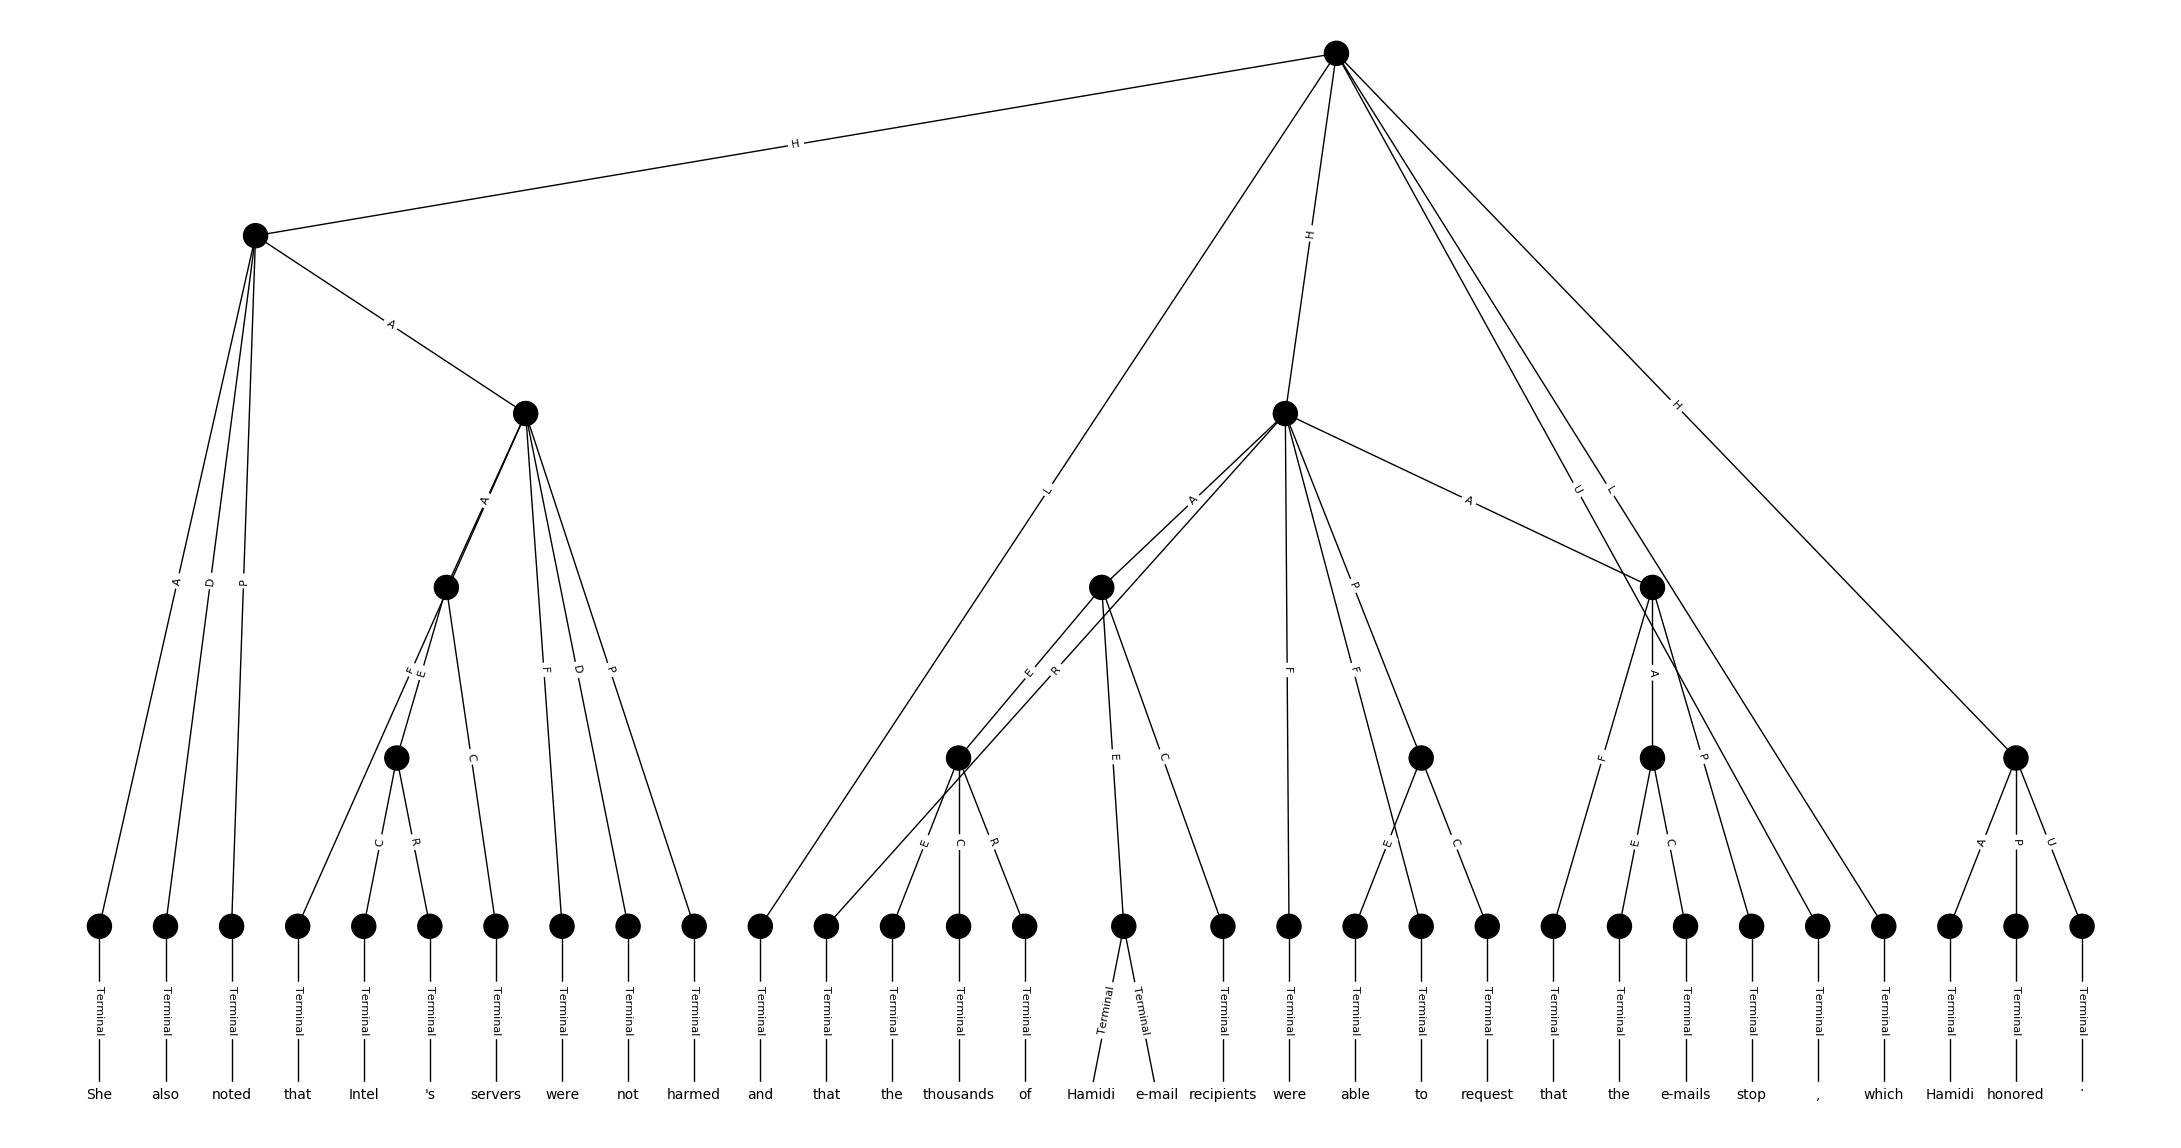 H
A
H
H
A
L
A
A
U
L
A
D
P
P
F
E
F
D
P
E
R
F
F
A
C
E
C
F
P
C
R
E
C
R
E
C
E
C
A
P
U
Terminal Terminal Terminal Terminal Terminal Terminal Terminal Terminal Terminal Terminal Terminal Terminal Terminal Terminal Terminal Terminal Terminal Terminal Terminal Terminal Terminal Terminal Terminal Terminal Terminal Terminal Terminal Terminal Terminal Terminal Terminal
She also noted that Intel 's servers were not harmed and that the thousands of Hamidi e-mail recipients were able to request that the e-mails stop , which Hamidi honored .